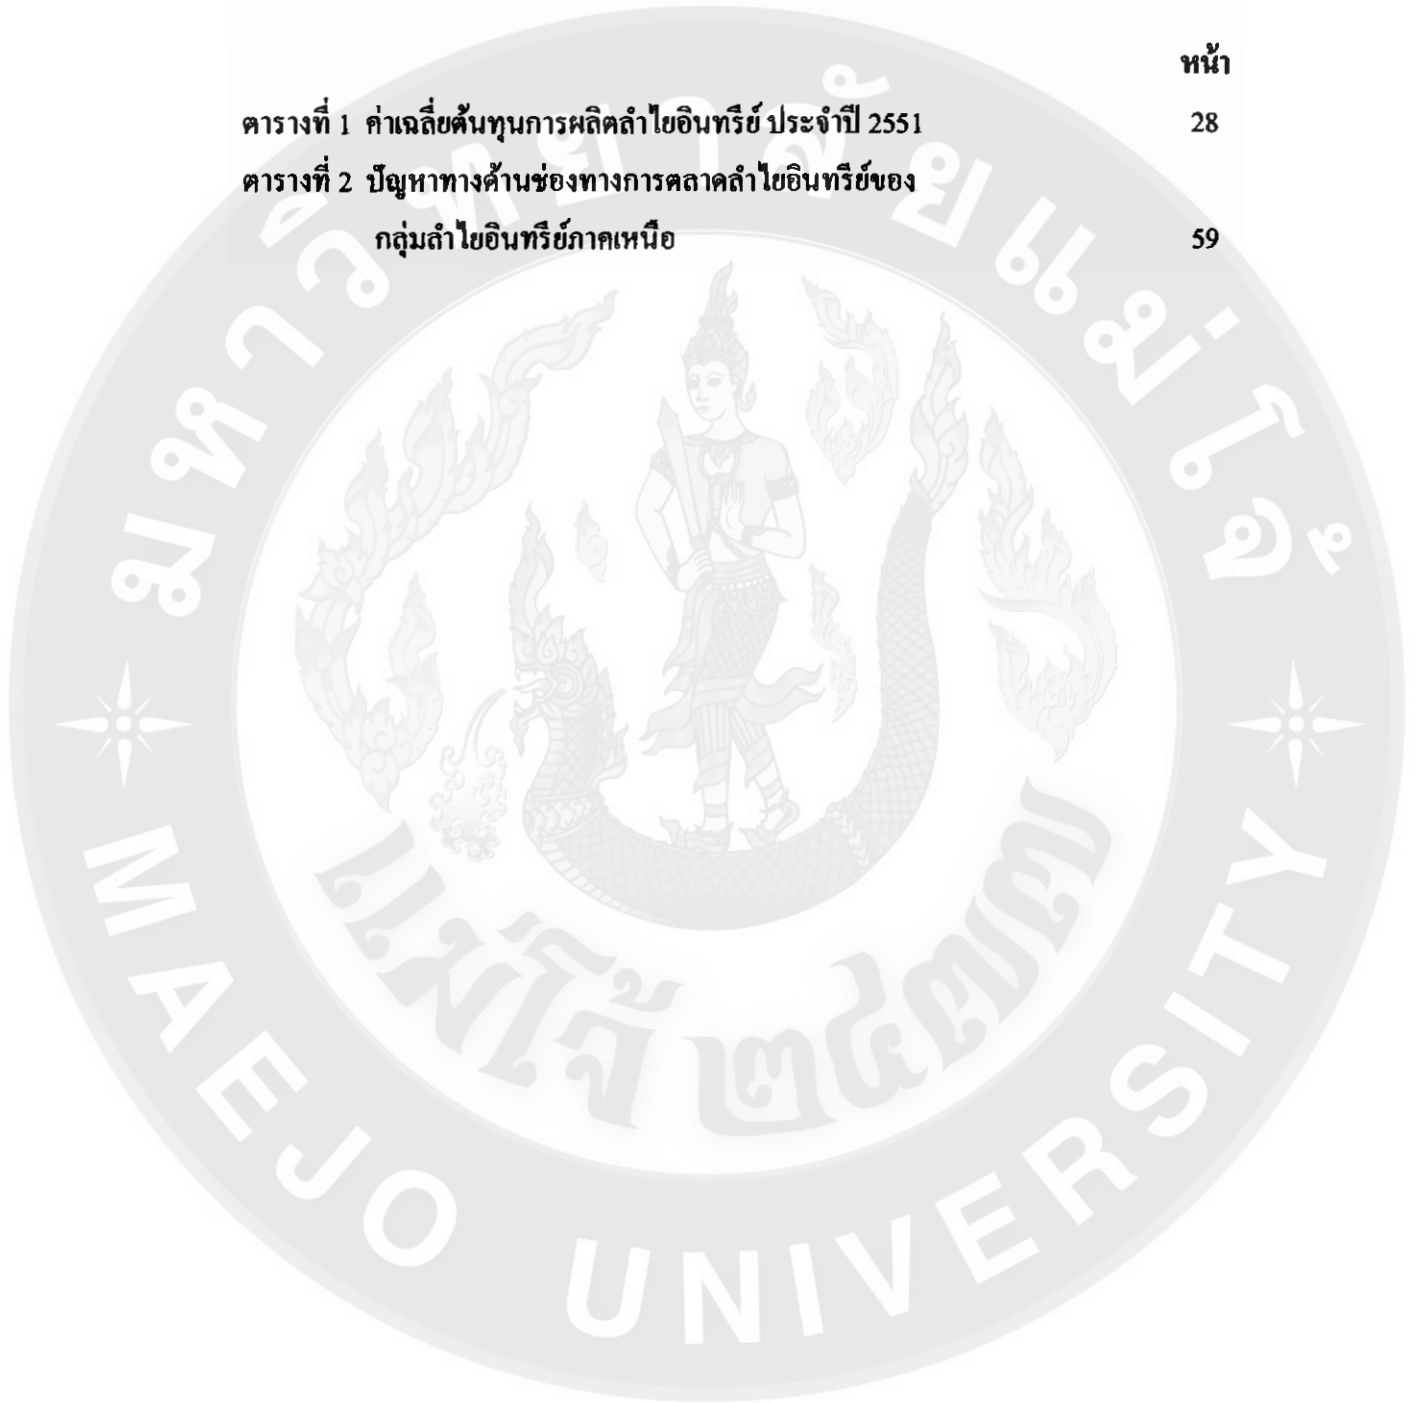 หน้า
ตารางที่ 1 ค่าเฉลี่ยต้นทุนการผลิตลำไยอินทรีย์ ประจำปี 2551 28
ตารางที่ 2 ปัญหาทางด้านช่องทางการตลาดลำไยอินทรีย์ของ
กลุ่มลำไยอินทรีย์ภาคเหนือ 59
มหาวิทยาลัยแม่โจ้
แม่โจ้ ๒๔๗๗
MAEJO UNIVERSITY